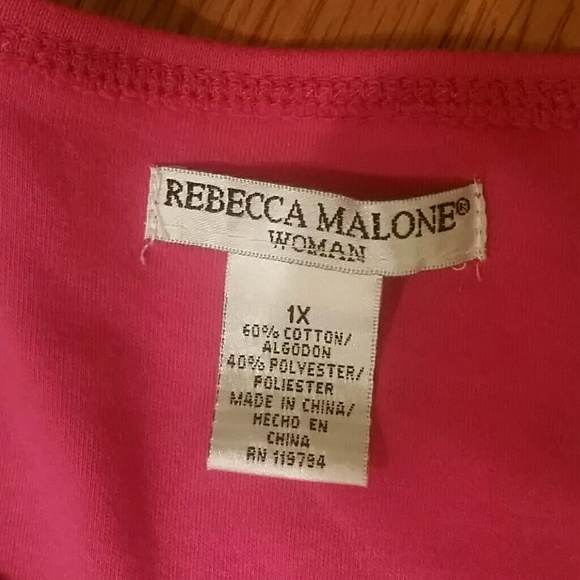 REBECCA MALONE®
WOMAN
1X
60% COTTON/
ALGODON
40% POLYESTER/
POLIESTER
MADE IN CHINA/
HECHO EN
CHINA
RN 119794